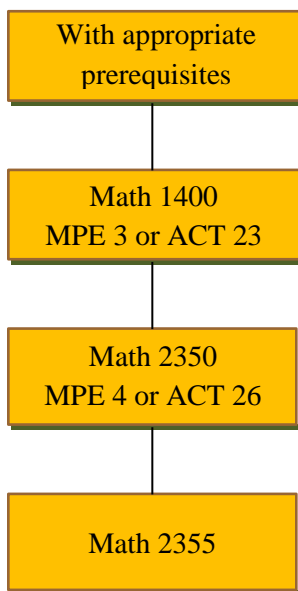 With appropriate
prerequisites
Math 1400
MPE 3 or ACT 23
Math 2350
MPE 4 or ACT 26
Math 2355